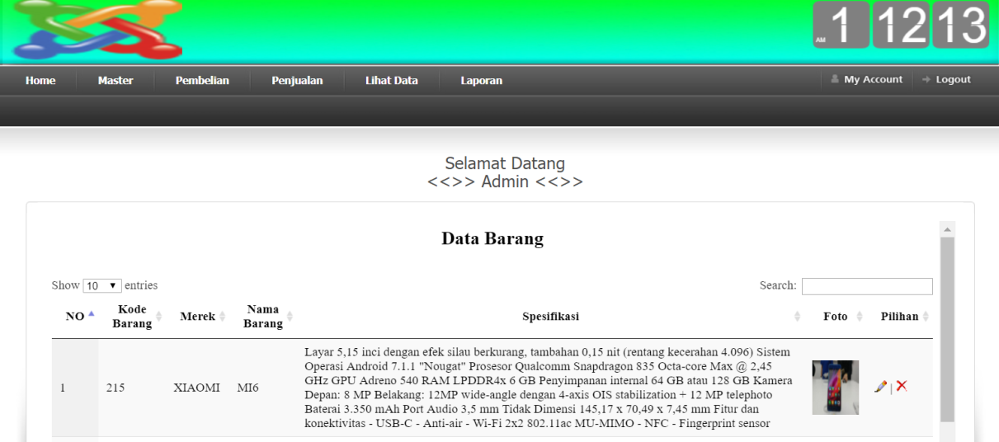 AM 1 12 13
Home Master Pembelian Penjualan Lihat Data Laporan My Account Logout
Selamat Datang
<<>> Admin <<>>
Data Barang
Show 10 entries Search:
NO Kode Barang Merek Nama Barang Spesifikasi Foto Pilihan
1 215 XIAOMI MI6
Layar 5,15 inci dengan efek silau berkurang, tambahan 0,15 nit (rentang kecerahan 4.096) Sistem
Operasi Android 7.1.1 "Nougat" Prosesor Qualcomm Snapdragon 835 Octa-core Max @ 2,45
GHz GPU Adreno 540 RAM LPDDR4x 6 GB Penyimpanan internal 64 GB atau 128 GB Kamera
Depan: 8 MP Belakang: 12MP wide-angle dengan 4-axis OIS stabilization + 12 MP telephoto
Baterai 3.350 mAh Port Audio 3,5 mm Tidak Dimensi 145,17 x 70,49 x 7,45 mm Fitur dan
konektivitas - USB-C - Anti-air - Wi-Fi 2x2 802.11ac MU-MIMO - NFC - Fingerprint sensor
|